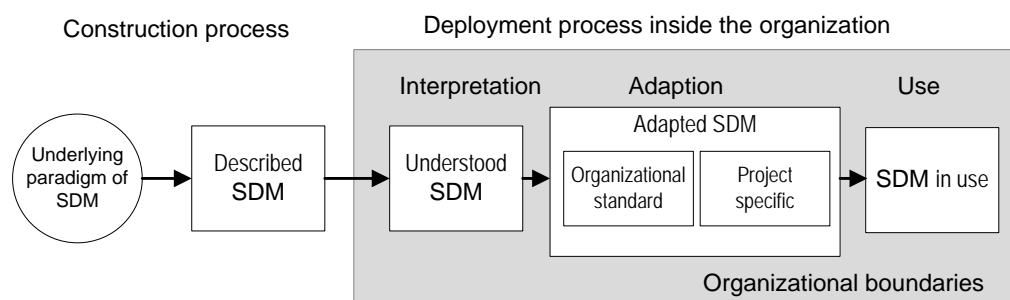 Construction process
Deployment process inside the organization
Interpretation
Adaption
Use
Underlying
paradigm of
SDM
Described
SDM
Understood
SDM
Adapted SDM
Organizational
standard
Project
specific
SDM in use
Organizational boundaries